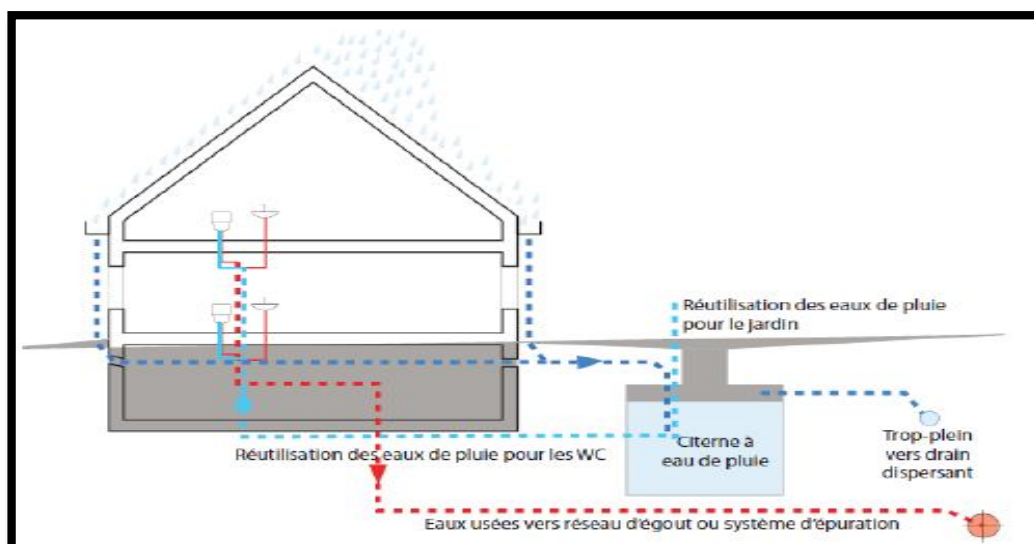 Réutilisation des eaux de pluie
pour le jardin
Citerne à
eau de pluie
Trop-plein
vers drain
dispersant
Réutilisation des eaux de pluie pour les WC
Eaux usées vers réseau d'égout ou système d'épuration